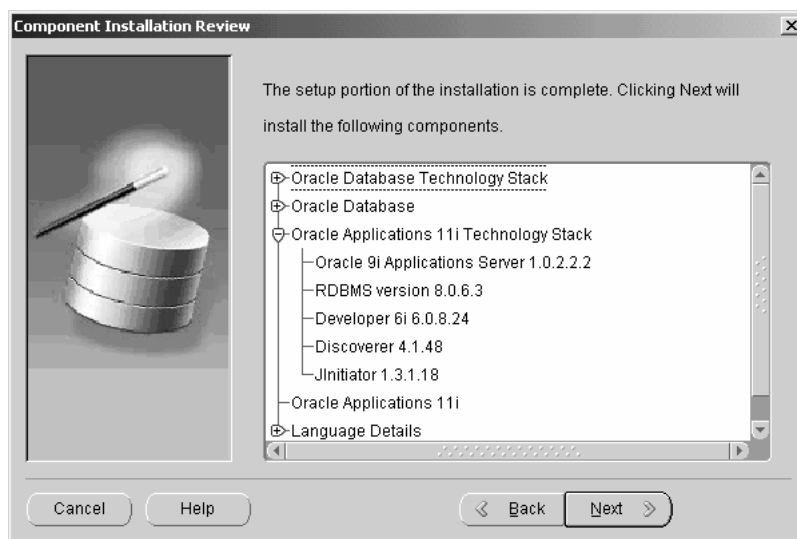 Component Installation Review
The setup portion of the installation is complete. Clicking Next will
install the following components.
Oracle Database Technology Stack
Oracle Database
Oracle Applications 11i Technology Stack
Oracle 9i Applications Server 1.0.2.2.2
RDBMS version 8.0.6.3
Developer 6i 6.0.8.24
Discoverer 4.1.48
JInitiator 1.3.1.18
Oracle Applications 11i
Language Details
Cancel Help Back Next